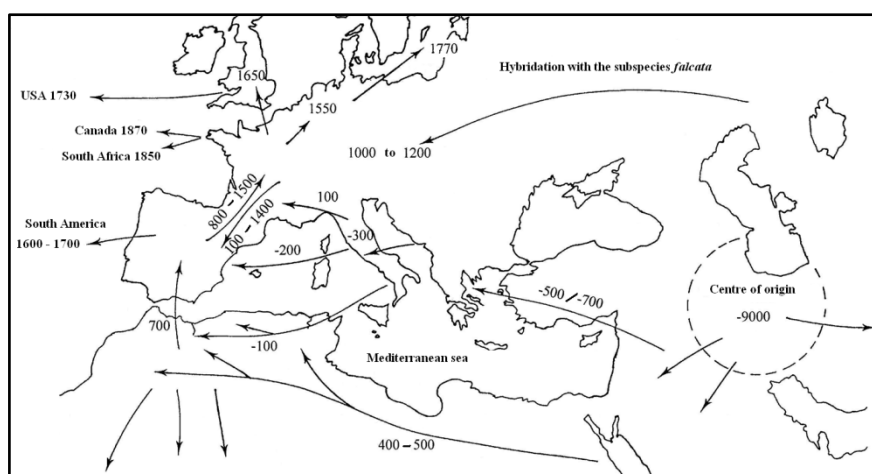 1770
Hybridation with the subspecies falcata
1650
USA 1730
1550
Canada 1870
South Africa 1850
1000 to 1200
800 – 1500
100 – 1400
100
South America
1600 - 1700
-300
-200
-500 / -700
Centre of origin
-9000
700
-100
Mediterranean sea
400 – 500